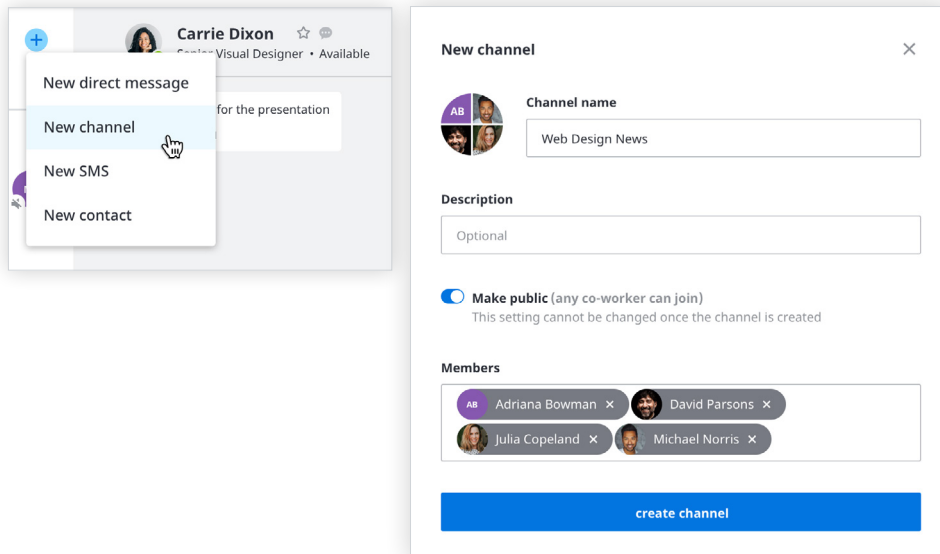 Carrie Dixon
Senior Visual Designer • Available
New direct message
for the presentation
New channel
New SMS
New contact
New channel
Channel name
AB
Web Design News
Description
Optional
Make public (any co-worker can join)
This setting cannot be changed once the channel is created
Members
AB Adriana Bowman × David Parsons ×
Julia Copeland × Michael Norris ×
create channel